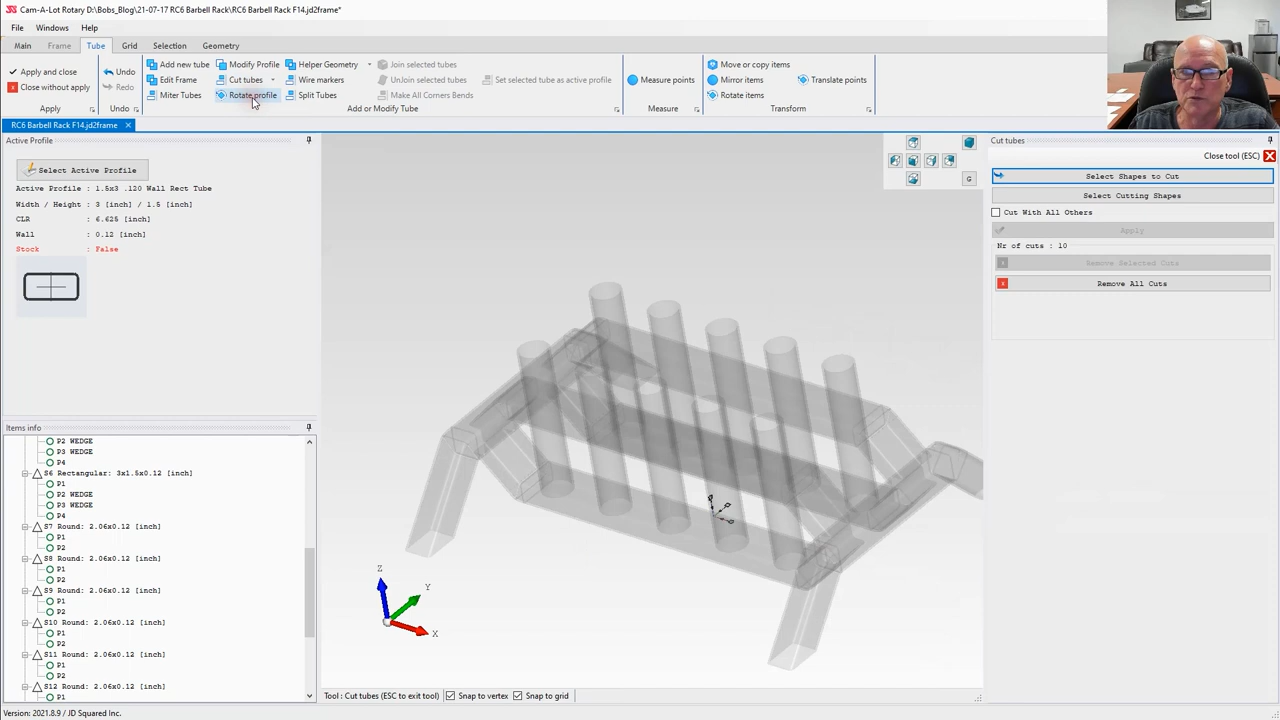 Cam-A-Lot Rotary D:\Bobs_Blog\21-07-17 RC6 Barbell Rack\RC6 Barbell Rack F14.jd2frame*
File Windows Help
Main Frame Tube Grid Selection Geometry
Apply and close
Close without apply
Apply
Undo
Redo
Undo
Add new tube Modify Profile Helper Geometry Join selected tubes
Edit Frame Cut tubes Wire markers UnJoin selected tubes Set selected tube as active profile
Miter Tubes Rotate profile Split Tubes Make All Corners Bends
Add or Modify Tube
Measure points
Measure
Move or copy items
Mirror items Translate points
Rotate items
Transform
RC6 Barbell Rack F14.jd2frame
Active Profile
Select Active Profile
Active Profile : 1.5x3 .120 Wall Rect Tube
Width / Height : 3 [inch] / 1.5 [inch]
CLR : 6.625 [inch]
Wall : 0.12 [inch]
Stock : False
Items info
P2 WEDGE
P3 WEDGE
P4
S6 Rectangular: 3x1.5x0.12 [inch]
P1
P2 WEDGE
P3 WEDGE
P4
S7 Round: 2.06x0.12 [inch]
P1
P2
S8 Round: 2.06x0.12 [inch]
P1
P2
S9 Round: 2.06x0.12 [inch]
P1
P2
S10 Round: 2.06x0.12 [inch]
P1
P2
S11 Round: 2.06x0.12 [inch]
P1
P2
S12 Round: 2.06x0.12 [inch]
P1
G
Z
Y
X
Tool : Cut tubes (ESC to exit tool) Snap to vertex Snap to grid
Cut tubes
Close tool (ESC)
Select Shapes to Cut
Select Cutting Shapes
Cut With All Others
Apply
Nr of cuts : 10
Remove Selected Cuts
Remove All Cuts
Version: 2021.8.9 / JD Squared Inc.